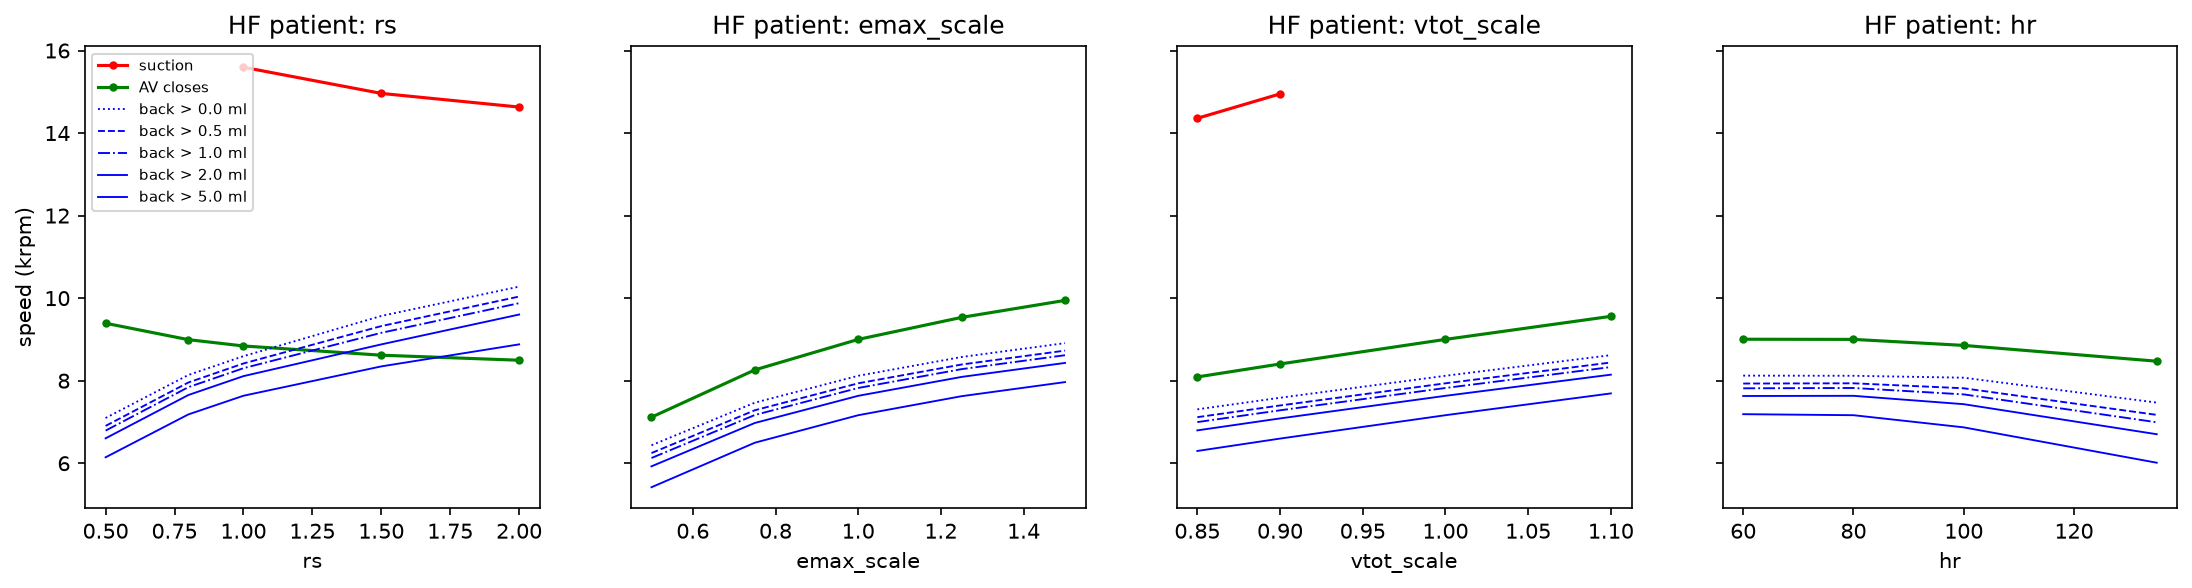 HF patient: rs
HF patient: emax_scale
HF patient: vtot_scale
HF patient: hr
speed (krpm)
16
14
12
10
8
6
suction
AV closes
back > 0.0 ml
back > 0.5 ml
back > 1.0 ml
back > 2.0 ml
back > 5.0 ml
0.50 0.75 1.00 1.25 1.50 1.75 2.00
rs
0.6 0.8 1.0 1.2 1.4
emax_scale
0.85 0.90 0.95 1.00 1.05 1.10
vtot_scale
60 80 100 120
hr